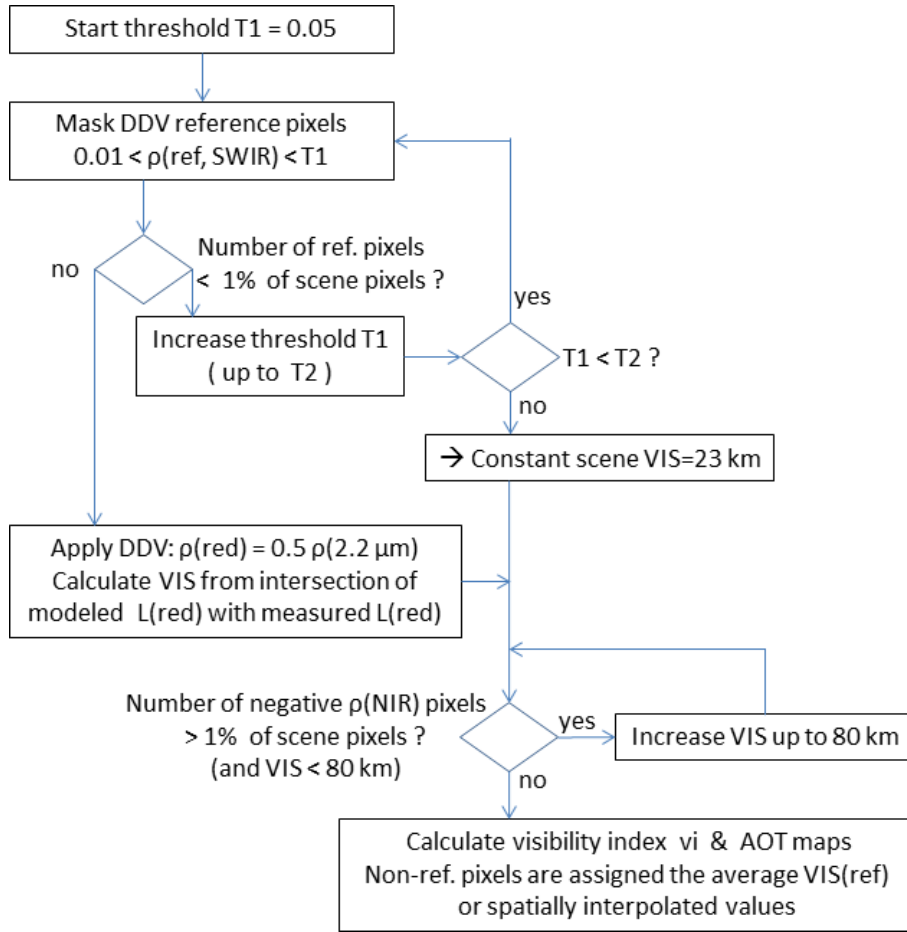 Start threshold T1 = 0.05
Mask DDV reference pixels
0.01 < ρ(ref, SWIR) < T1
Number of ref. pixels
< 1% of scene pixels ?
no
yes
Increase threshold T1
( up to T2 )
T1 < T2 ?
no
→ Constant scene VIS=23 km
Apply DDV: ρ(red) = 0.5 ρ(2.2 µm)
Calculate VIS from intersection of
modeled L(red) with measured L(red)
Number of negative ρ(NIR) pixels
> 1% of scene pixels ?
(and VIS < 80 km)
yes
Increase VIS up to 80 km
no
Calculate visibility index vi & AOT maps
Non-ref. pixels are assigned the average VIS(ref)
or spatially interpolated values